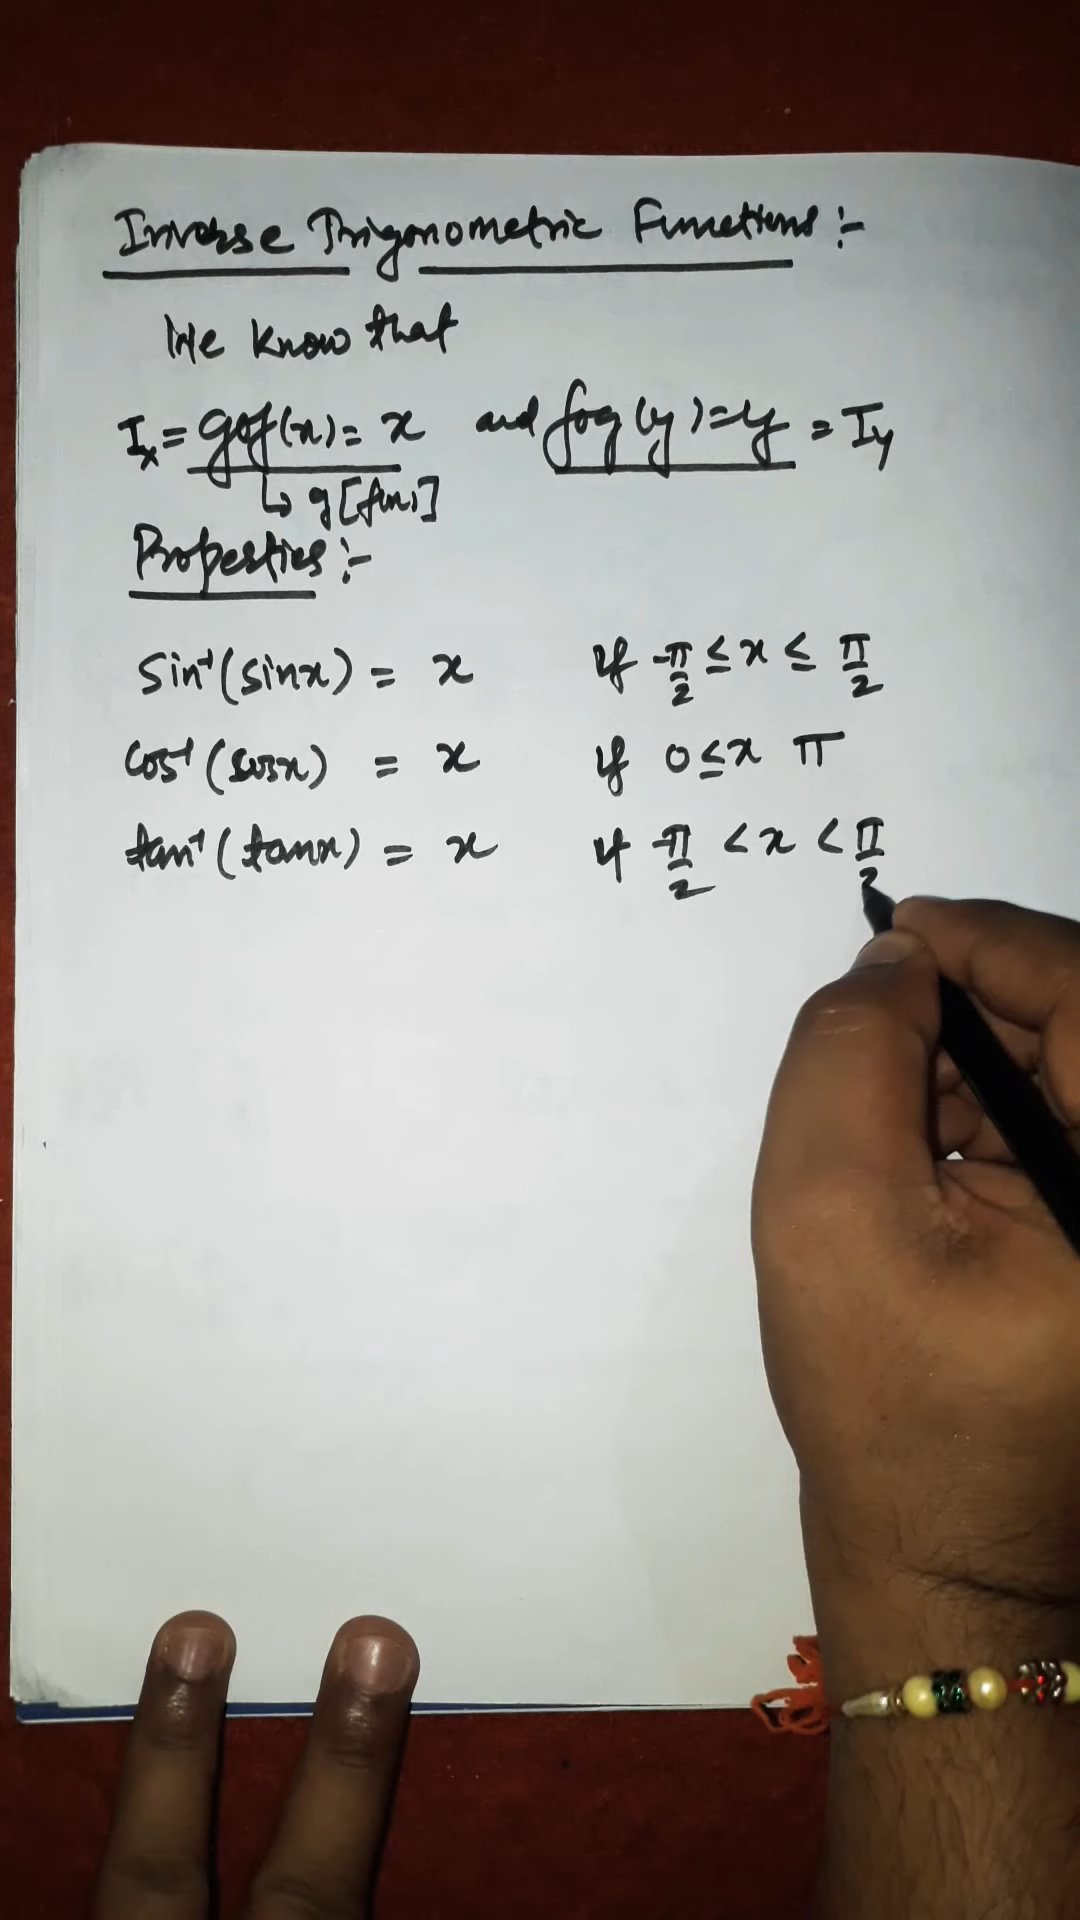 Inverse Trigonometric Functions :-
We know that
Iₓ = gof(x) = x and fog(y) = y = Iᵧ
↳ g[f(x)]
Properties :-
Sin⁻¹(sinx) = x if -π/2 ≤ x ≤ π/2
Cos⁻¹(cosx) = x if 0 ≤ x π
tan⁻¹(tanx) = x if -π/2 < x < π/2